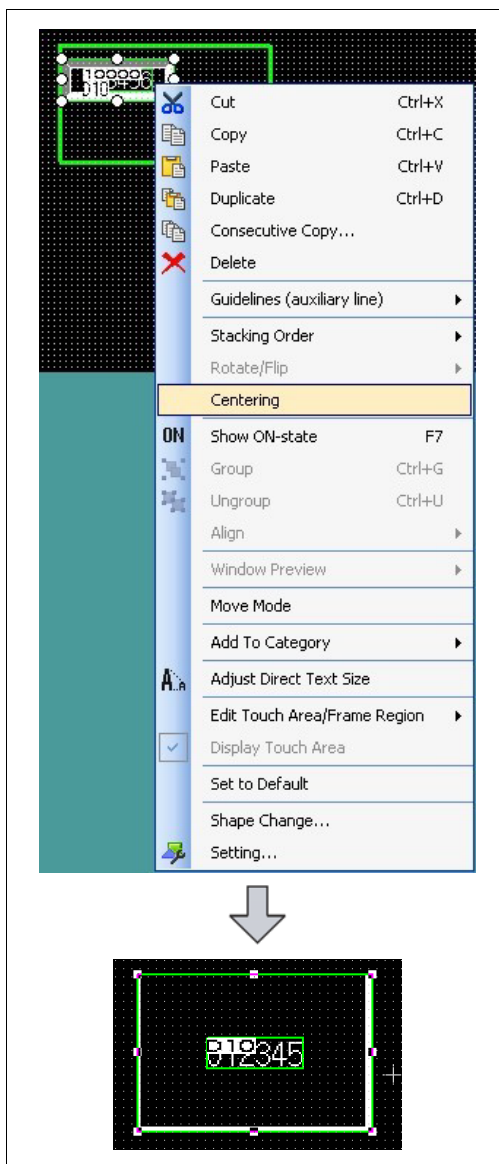 Cut Ctrl+X
Copy Ctrl+C
Paste Ctrl+V
Duplicate Ctrl+D
Consecutive Copy...
Delete
Guidelines (auxiliary line)
Stacking Order
Rotate/Flip
Centering
ON Show ON-state F7
Group Ctrl+G
Ungroup Ctrl+U
Align
Window Preview
Move Mode
Add To Category
Adjust Direct Text Size
Edit Touch Area/Frame Region
Display Touch Area
Set to Default
Shape Change...
Setting...
012345